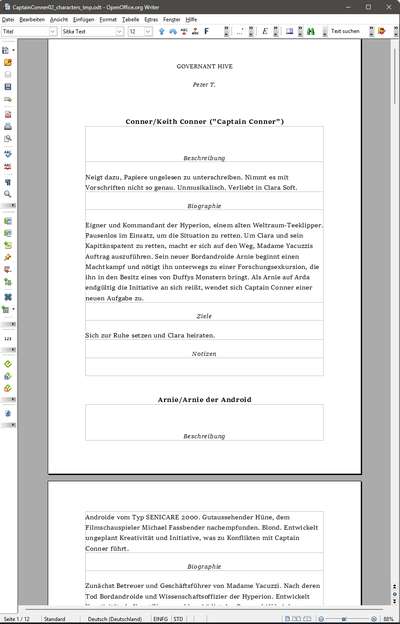 CaptainConner02_characters_tmp.odt - OpenOffice.org Writer
Datei Bearbeiten Ansicht Einfügen Format Tabelle Extras Fenster Hilfe
Titel Sitka Text 12 F Text suchen
GOVERNANT HIVE
Peter T.
Conner/Keith Conner ("Captain Conner")
Beschreibung
Neigt dazu, Papiere ungelesen zu unterschreiben. Nimmt es mit
Vorschriften nicht so genau. Unmusikalisch. Verliebt in Clara Soft.
Biographie
Eigner und Kommandant der Hyperion, einem alten Weltraum-Teeklipper.
Pausenlos im Einsatz, um die Situation zu retten. Um Clara und sein
Kapitänspatent zu retten, macht er sich auf den Weg, Madame Yacuzzis
Auftrag auszuführen. Sein neuer Bordandroide Arnie beginnt einen
Machtkampf und nötigt ihn unterwegs zu einer Forschungsexkursion, die
ihn in den Besitz eines von Duffys Monstern bringt. Als Arnie auf Arda
endgültig die Initiative an sich reißt, wendet sich Captain Conner einer
neuen Aufgabe zu.
Ziele
Sich zur Ruhe setzen und Clara heiraten.
Notizen
Arnie/Arnie der Android
Beschreibung
Androide vom Typ SENICARE 2000. Gutaussehender Hüne, dem
Filmschauspieler Michael Fassbender nachempfunden. Blond. Entwickelt
ungeplant Kreativität und Initiative, was zu Konflikten mit Captain
Conner führt.
Biographie
Zunächst Betreuer und Geschäftsführer von Madame Yacuzzi. Nach deren
Tod Bordandroide und Wissenschaftsoffizier der Hyperion. Entwickelt
Seite 1 / 12 Standard Deutsch (Deutschland) EINFG STD 88%